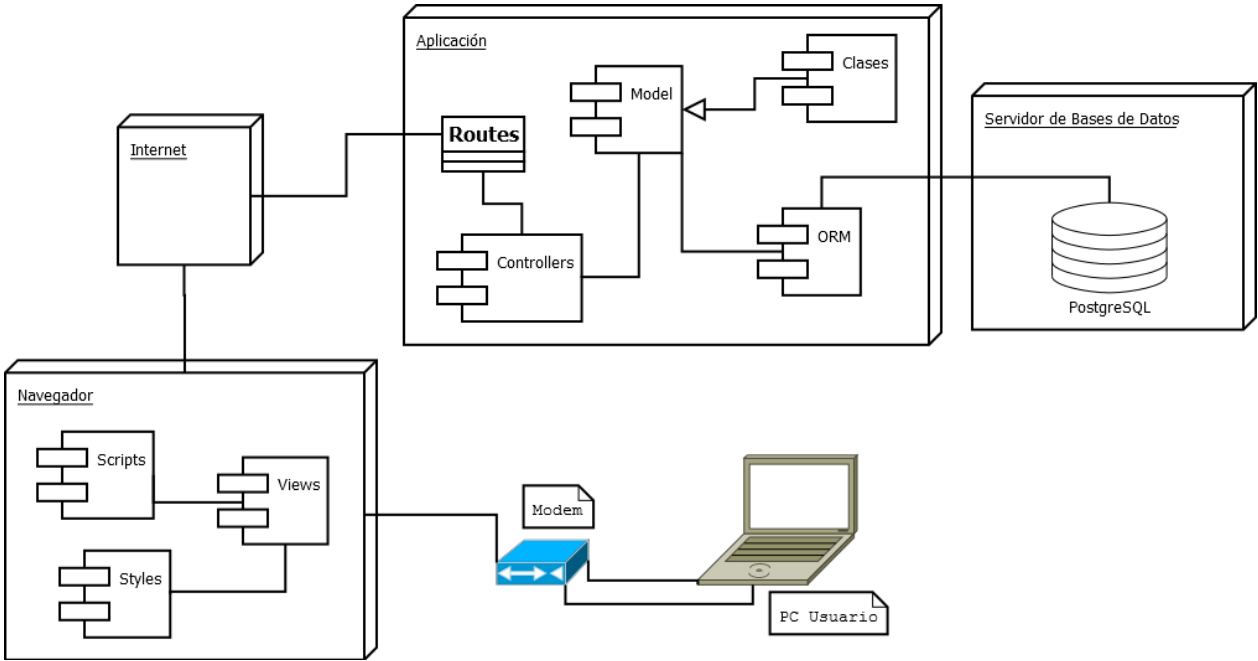 Aplicación
Clases
Model
Servidor de Bases de Datos
Routes
Internet
ORM
Controllers
PostgreSQL
Navegador
Scripts
Views
Modem
Styles
PC Usuario